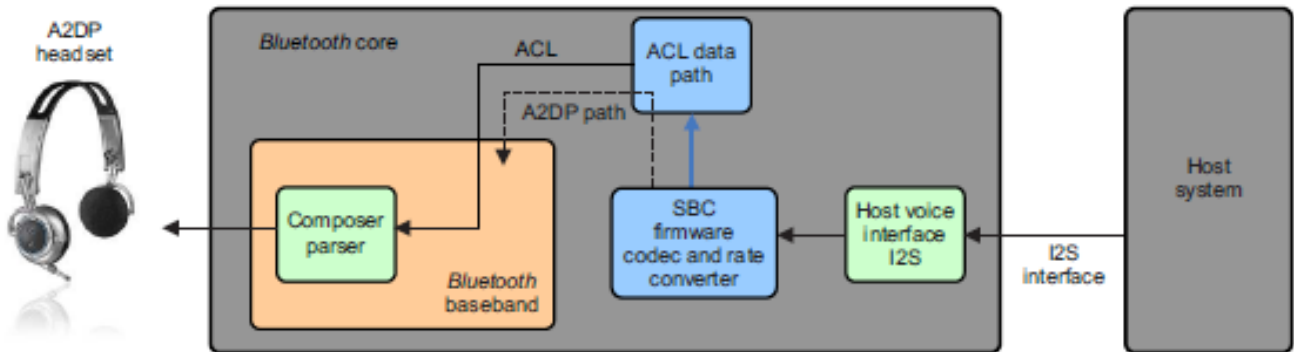 A2DP
headset
Bluetooth core
ACL
ACL data
path
A2DP path
Composer
parser
Bluetooth
baseband
SBC
firmware
codec and rate
converter
Host voice
interface
I2S
I2S
interface
Host
system